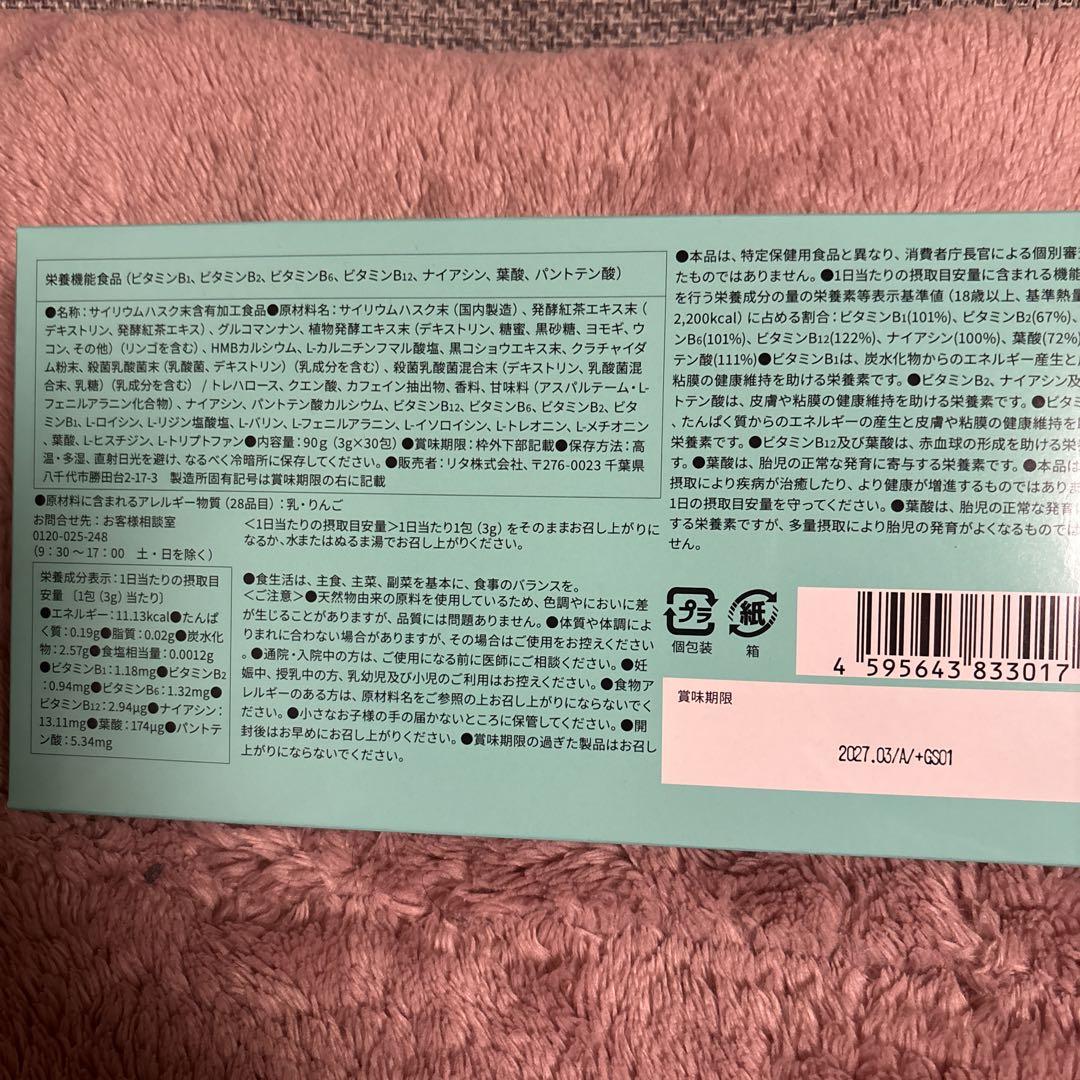 栄養機能食品(ビタミンB1、ビタミンB2、ビタミンB6、ビタミンB12、ナイアシン、葉酸、パントテン酸)
●名称:サイリウムハスク末含有加工食品●原材料名:サイリウムハスク末(国内製造)、発酵紅茶エキス末(
デキストリン、発酵紅茶エキス)、グルコマンナン、植物発酵エキス末(デキストリン、糖蜜、黒砂糖、ヨモギ、ウ
コン、その他)(リンゴを含む)、HMBカルシウム、L-カルニチンフマル酸塩、黒コショウエキス末、クラチャイダ
ム粉末、殺菌乳酸菌末(乳酸菌、デキストリン)(乳成分を含む)、殺菌乳酸菌混合末(デキストリン、乳酸菌混
合末、乳糖)(乳成分を含む)/トレハロース、クエン酸、カフェイン抽出物、香料、甘味料(アスパルテーム・L-
フェニルアラニン化合物)、ナイアシン、パントテン酸カルシウム、ビタミンB12、ビタミンB6、ビタミンB2、ビタ
ミンB1、L-ロイシン、L-リジン塩酸塩、L-バリン、L-フェニルアラニン、L-イソロイシン、L-トレオニン、L-メチオニン
、葉酸、L-ヒスチジン、L-トリプトファン●内容量:90g(3g×30包)●賞味期限:枠外下部記載●保存方法:高
温・多湿、直射日光を避け、なるべく冷暗所に保存してください。●販売者:リタ株式会社、〒276-0023 千葉県
八千代市勝田台2-17-3 製造所固有記号は賞味期限の右に記載
●原材料に含まれるアレルギー物質(28品目):乳・りんご
お問合せ先:お客様相談室
0120-025-248
(9:30～17:00 土・日を除く)
<1日当たりの摂取目安量>1日当たり1包(3g)をそのままお召し上がりに
なるか、水またはぬるま湯でお召し上がりください。
栄養成分表示:1日当たりの摂取目
安量〔1包(3g)当たり〕
●エネルギー:11.13kcal●たんぱ
く質:0.19g●脂質:0.02g●炭水化
物:2.57g●食塩相当量:0.0012g
●ビタミンB1:1.18mg●ビタミンB2
:0.94mg●ビタミンB6:1.32mg●
ビタミンB12:2.94μg●ナイアシン:
13.11mg●葉酸:174μg●パントテ
ン酸:5.34mg
●食生活は、主食、主菜、副菜を基本に、食事のバランスを。
<ご注意>●天然物由来の原料を使用しているため、色調やにおいに差
が生じることがありますが、品質には問題ありません。●体質や体調によ
りまれに合わない場合がありますが、その場合はご使用をお控えください
。●通院・入院中の方は、ご使用になる前に医師にご相談ください。●妊
娠中、授乳中の方、乳幼児及び小児のご利用はお控えください。●食物ア
レルギーのある方は、原材料名をご参照の上お召し上がりにならないでく
ださい。●小さなお子様の手の届かないところに保管してください。●開
封後はお早めにお召し上がりください。●賞味期限の過ぎた製品はお召し
上がりにならないでください。
●本品は、特定保健用食品と異なり、消費者庁長官による個別審査
たものではありません。●1日当たりの摂取目安量に含まれる機能
を行う栄養成分の量の栄養素等表示基準値(18歳以上、基準熱量
2,200kcal)に占める割合:ビタミンB1(101%)、ビタミンB2(67%)、
ンB6(101%)、ビタミンB12(122%)、ナイアシン(100%)、葉酸(72%)
テン酸(111%)●ビタミンB1は、炭水化物からのエネルギー産生と
粘膜の健康維持を助ける栄養素です。●ビタミンB2、ナイアシン及
トテン酸は、皮膚や粘膜の健康維持を助ける栄養素です。●ビタミ
、たんぱく質からのエネルギーの産生と皮膚や粘膜の健康維持を助
栄養素です。●ビタミンB12及び葉酸は、赤血球の形成を助ける栄
す。●葉酸は、胎児の正常な発育に寄与する栄養素です。●本品は
摂取により疾病が治癒したり、より健康が増進するものではありま
1日の摂取目安量を守ってください。●葉酸は、胎児の正常な発育に
する栄養素ですが、多量摂取により胎児の発育がよくなるものでは
せん。
プラ
個包装
紙
箱
4 595643 833017
賞味期限
2027.03/A/+GS01